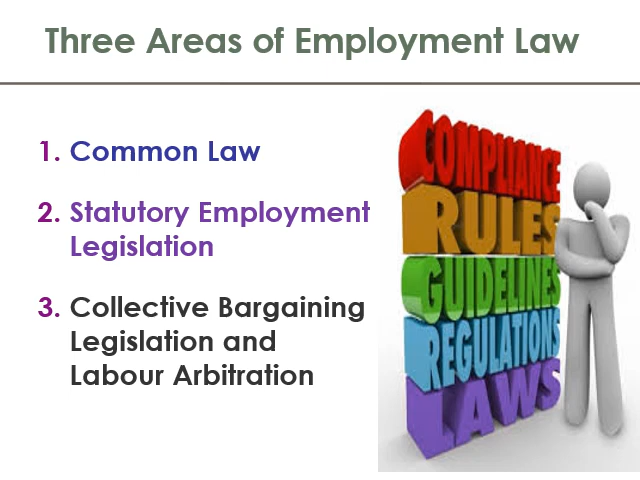 Three Areas of Employment Law
1. Common Law
2. Statutory Employment
Legislation
3. Collective Bargaining
Legislation and
Labour Arbitration
COMPLIANCE
RULES
GUIDELINES
REGULATIONS
LAWS